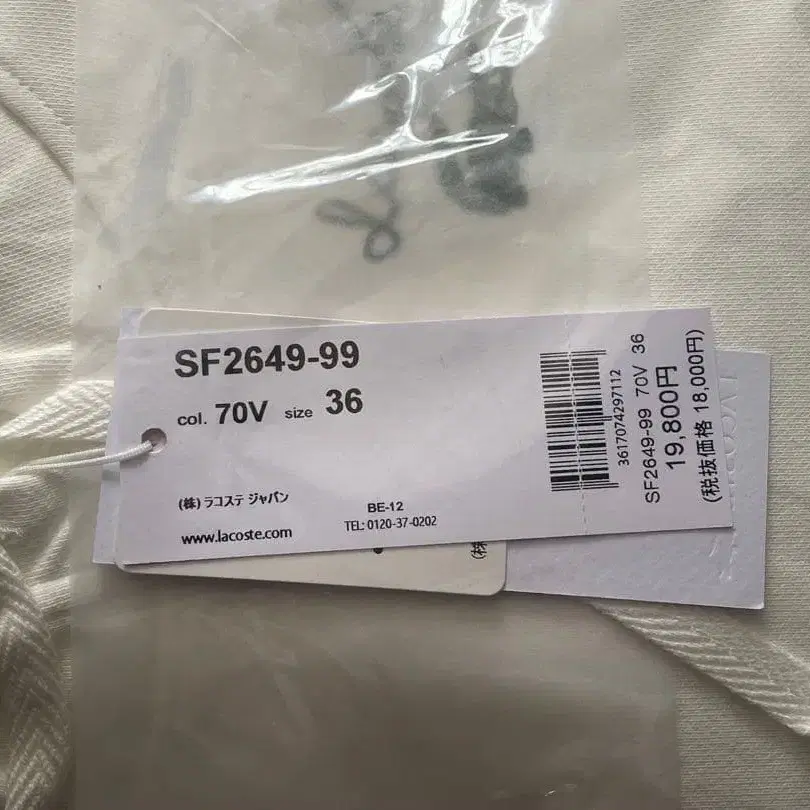 SF2649-99
col. 70V size 36
(株)ラコステ ジャパン
www.lacoste.com
BE-12
TEL: 0120-37-0202
3617074297112
SF2649-99 70V 36
19,800円
(税抜価格 18,000円)
(株